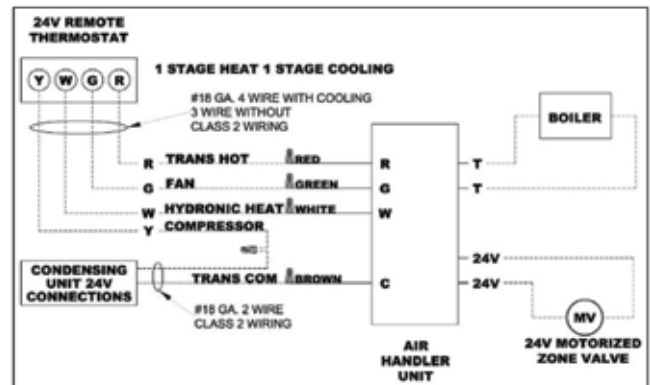 24V REMOTE
THERMOSTAT
Y W G R
1 STAGE HEAT 1 STAGE COOLING
#18 GA. 4 WIRE WITH COOLING
3 WIRE WITHOUT
CLASS 2 WIRING
BOILER
R TRANS HOT RED R T
G FAN GREEN G T
W HYDRONIC HEAT WHITE W
Y COMPRESSOR
24V
CONDENSING
UNIT 24V
CONNECTIONS
TRANS COM BROWN C 24V
#18 GA. 2 WIRE
CLASS 2 WIRING
MV
AIR
HANDLER
UNIT
24V MOTORIZED
ZONE VALVE